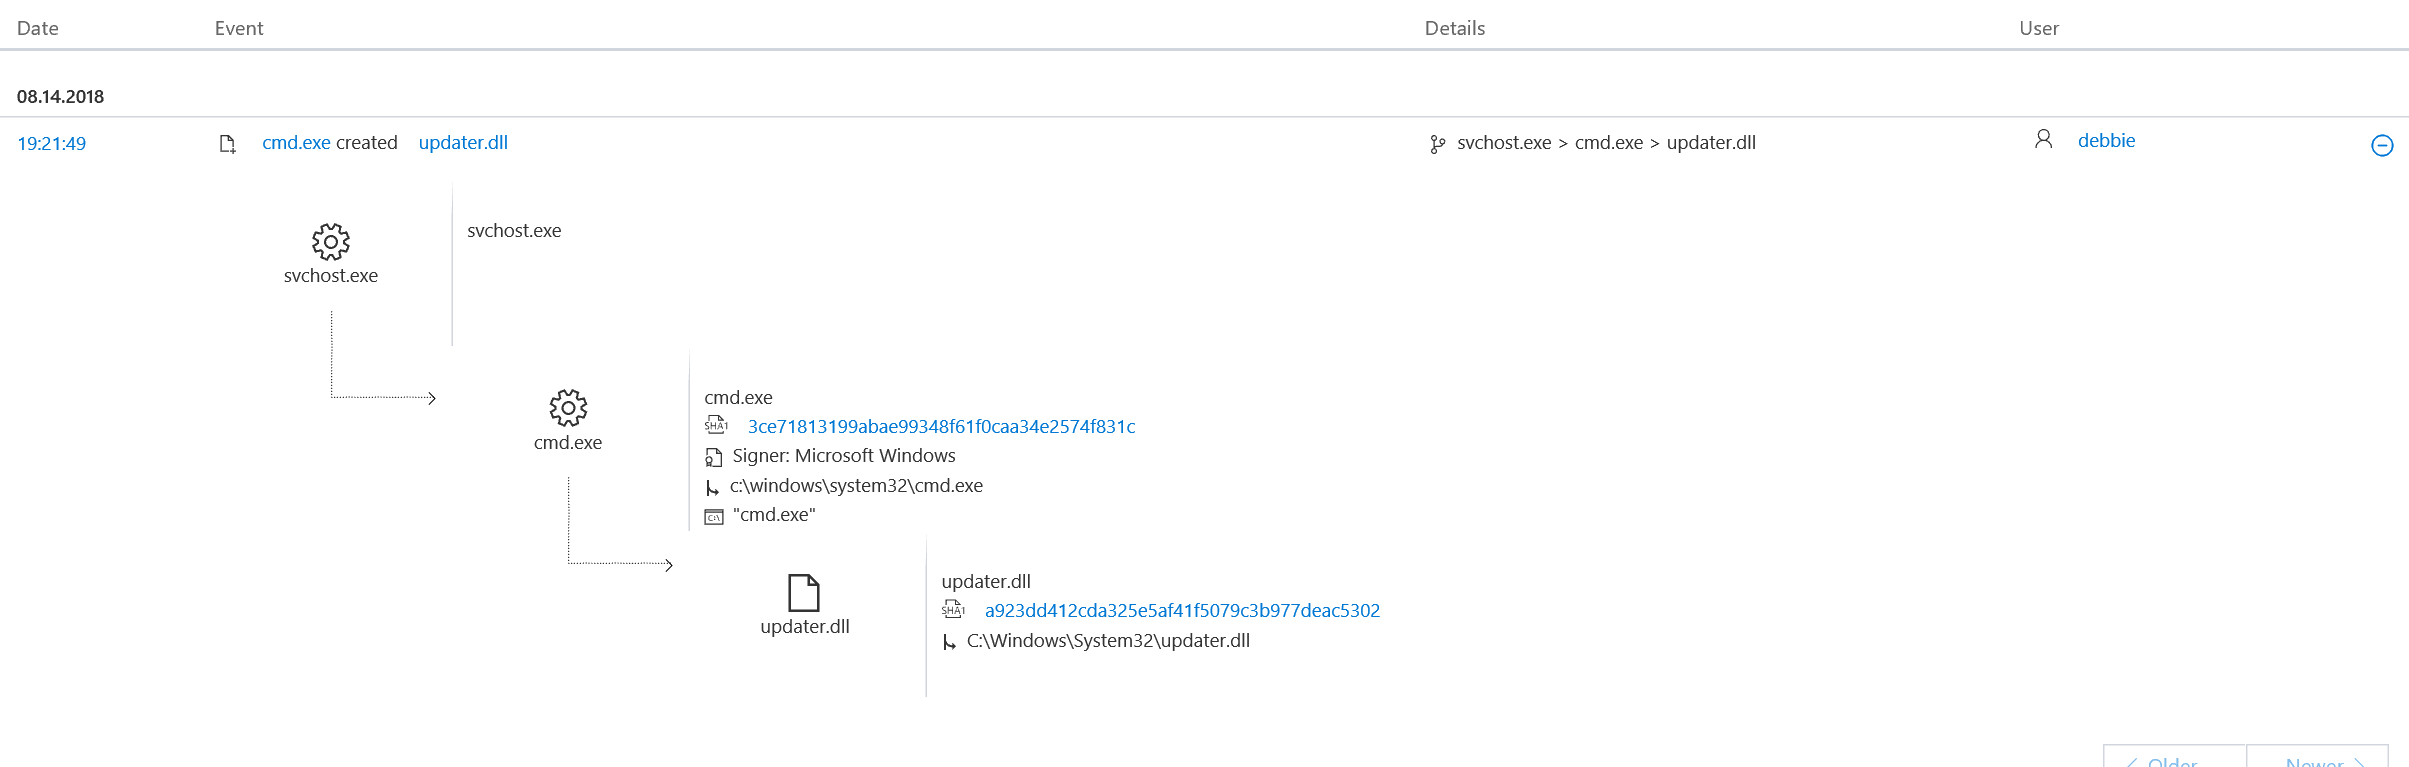 Date Event Details User
08.14.2018
19:21:49 cmd.exe created updater.dll svchost.exe > cmd.exe > updater.dll debbie
svchost.exe
svchost.exe
cmd.exe
SHA1 3ce71813199abae99348f61f0caa34e2574f831c
cmd.exe
Signer: Microsoft Windows
c:\windows\system32\cmd.exe
C:\ "cmd.exe"
updater.dll
SHA1 a923dd412cda325e5af41f5079c3b977deac5302
updater.dll
C:\Windows\System32\updater.dll
Older Newer